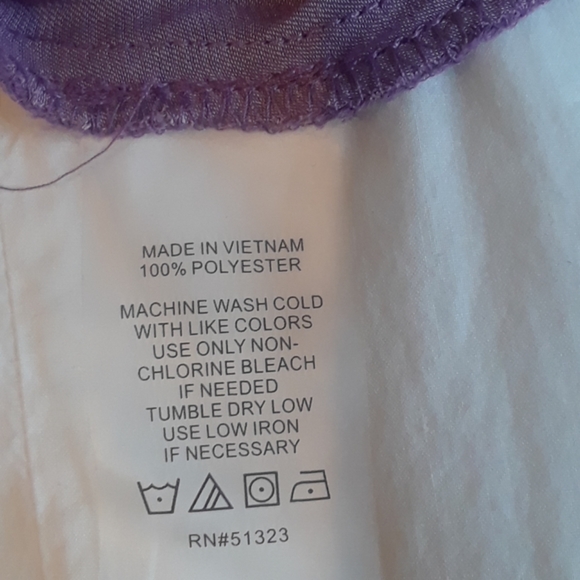 MADE IN VIETNAM
100% POLYESTER
MACHINE WASH COLD
WITH LIKE COLORS
USE ONLY NON-
CHLORINE BLEACH
IF NEEDED
TUMBLE DRY LOW
USE LOW IRON
IF NECESSARY
RN#51323